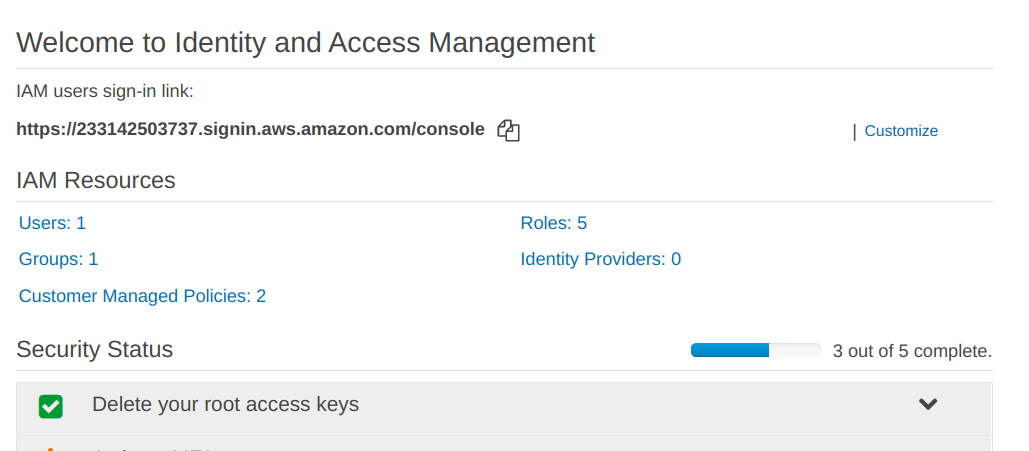 Welcome to Identity and Access Management
IAM users sign-in link:
https://233142503737.signin.aws.amazon.com/console
| Customize
IAM Resources
Users: 1
Roles: 5
Groups: 1
Identity Providers: 0
Customer Managed Policies: 2
Security Status
3 out of 5 complete.
Delete your root access keys